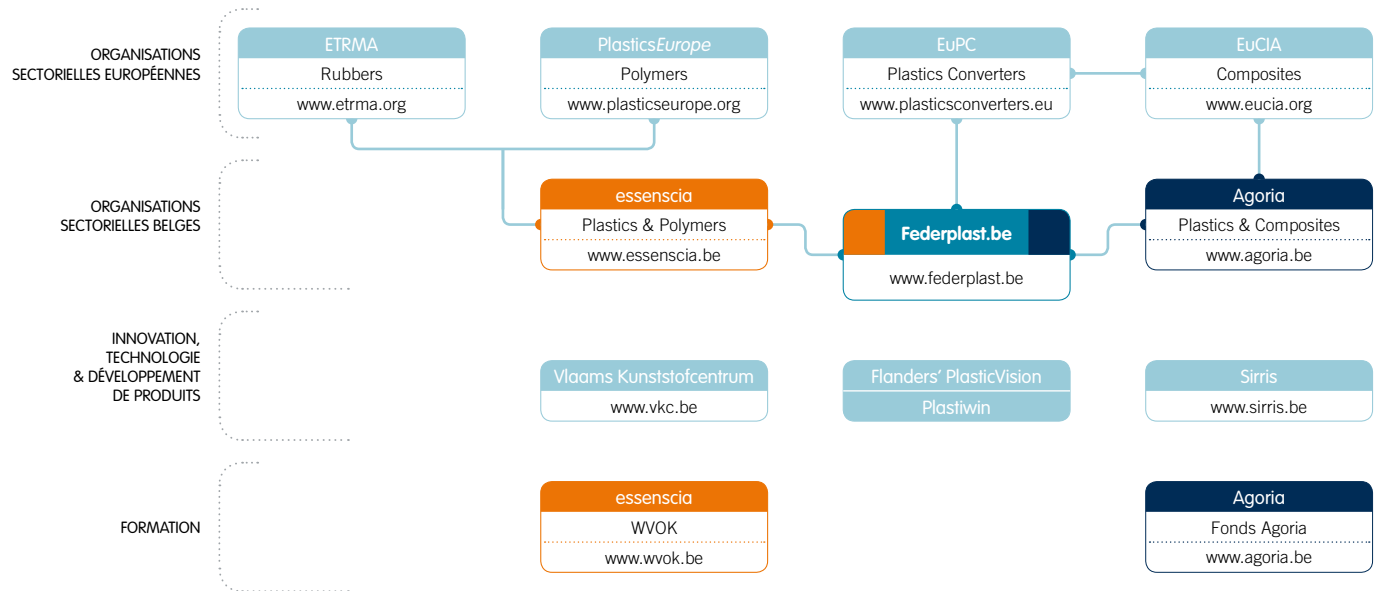 ORGANISATIONS
SECTORIELLES EUROPÉENNES
ETRMA
Rubbers
www.etrma.org
PlasticsEurope
Polymers
www.plasticseurope.org
EuPC
Plastics Converters
www.plasticsconverters.eu
EuCIA
Composites
www.eucia.org
ORGANISATIONS
SECTORIELLES BELGES
essenscia
Plastics & Polymers
www.essenscia.be
Federplast.be
www.federplast.be
Agoria
Plastics & Composites
www.agoria.be
INNOVATION,
TECHNOLOGIE
& DÉVELOPPEMENT
DE PRODUITS
Vlaams Kunststofcentrum
www.vkc.be
Flanders’ PlasticVision
Plastiwin
Sirris
www.sirris.be
FORMATION
essenscia
WVOK
www.wvok.be
Agoria
Fonds Agoria
www.agoria.be